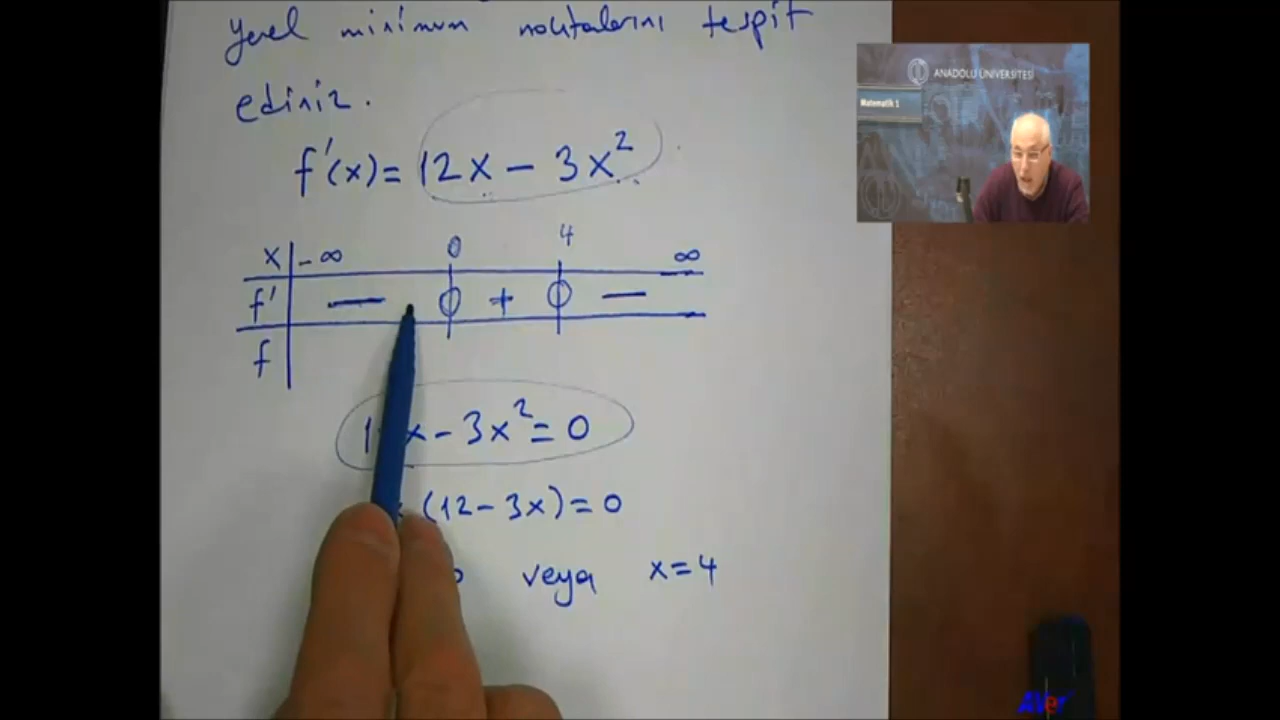 yerel minimum noktalarını tespit
ediniz.
f'(x) = 12x - 3x²
x -∞ 0 4 ∞
f' — 0 + 0 —
f
x - 3x² = 0
(12 - 3x) = 0
veya x = 4
ANADOLU ÜNİVERSİTESİ
Matematik 1
AVer